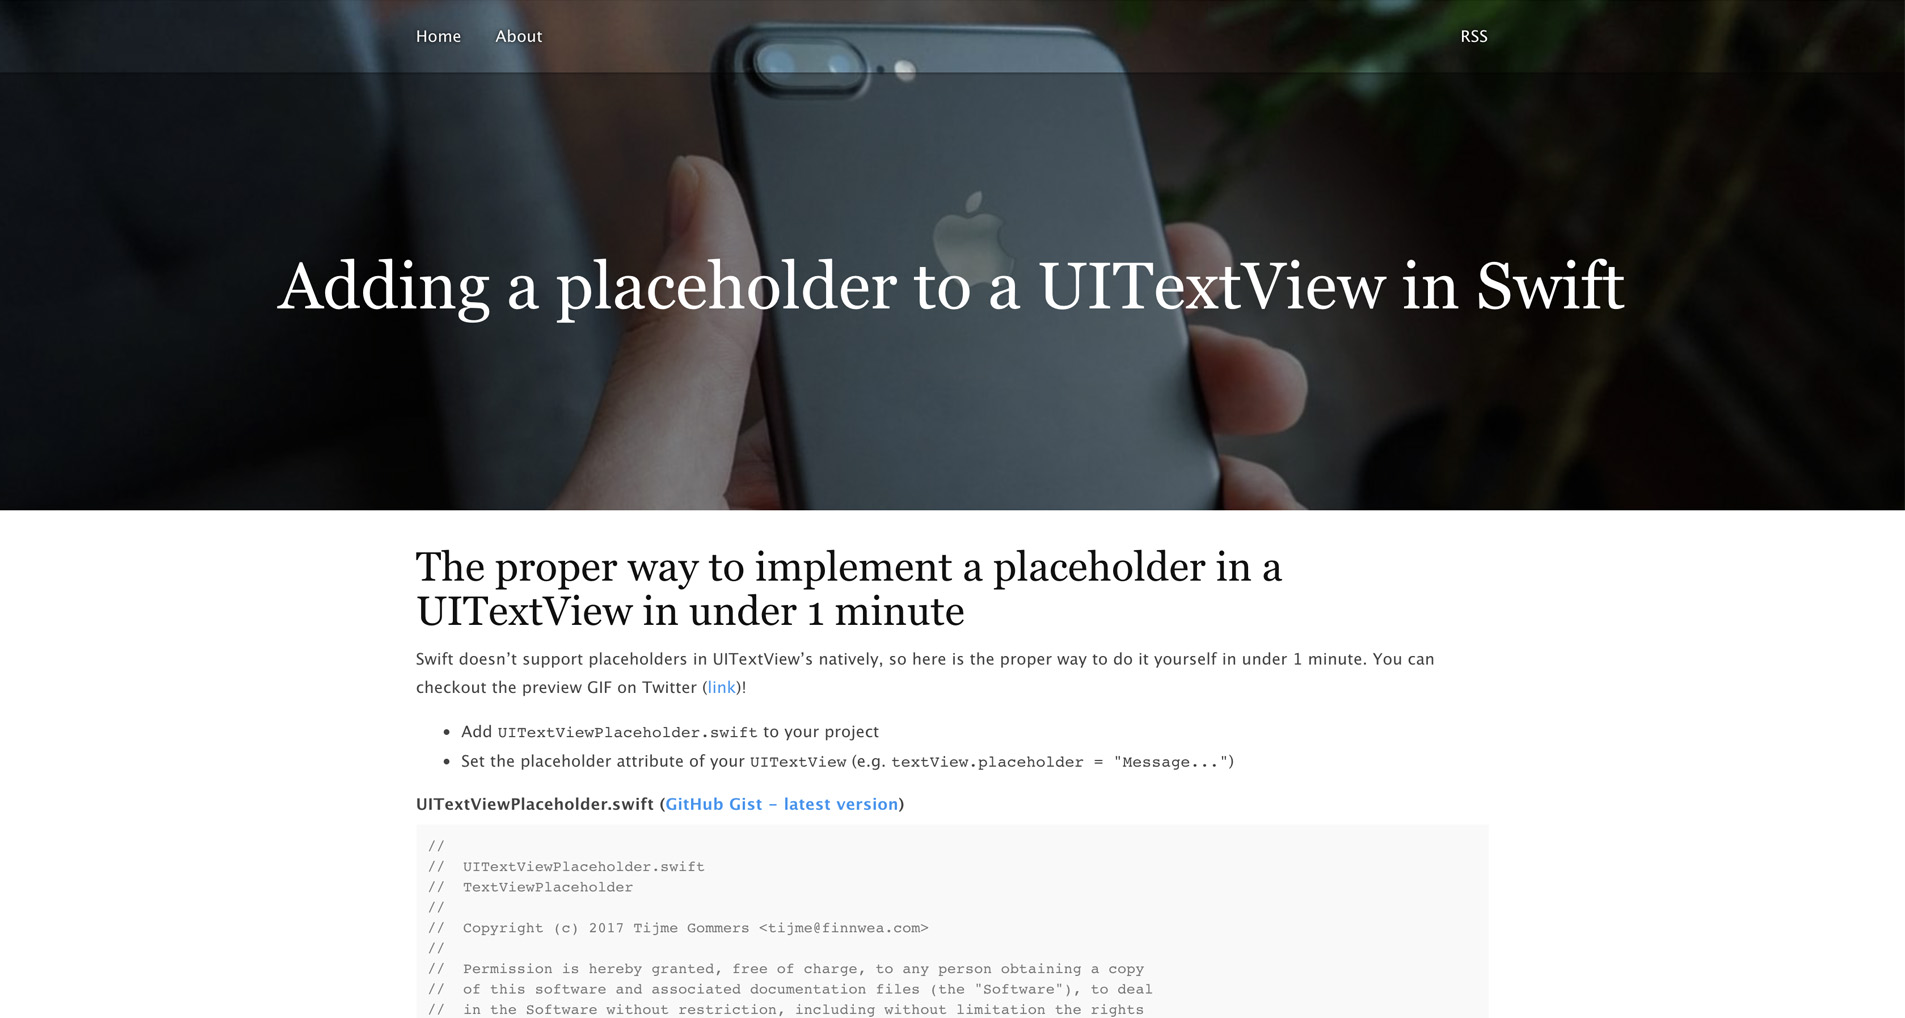 Home About RSS
Adding a placeholder to a UITextView in Swift
The proper way to implement a placeholder in a
UITextView in under 1 minute
Swift doesn’t support placeholders in UITextView’s natively, so here is the proper way to do it yourself in under 1 minute. You can
checkout the preview GIF on Twitter (link)!
• Add UITextViewPlaceholder.swift to your project
• Set the placeholder attribute of your UITextView (e.g. textView.placeholder = "Message...")
UITextViewPlaceholder.swift (GitHub Gist – latest version)
//
//  UITextViewPlaceholder.swift
//  TextViewPlaceholder
//
//  Copyright (c) 2017 Tijme Gommers <tijme@finnwea.com>
//
//  Permission is hereby granted, free of charge, to any person obtaining a copy
//  of this software and associated documentation files (the "Software"), to deal
//  in the Software without restriction, including without limitation the rights